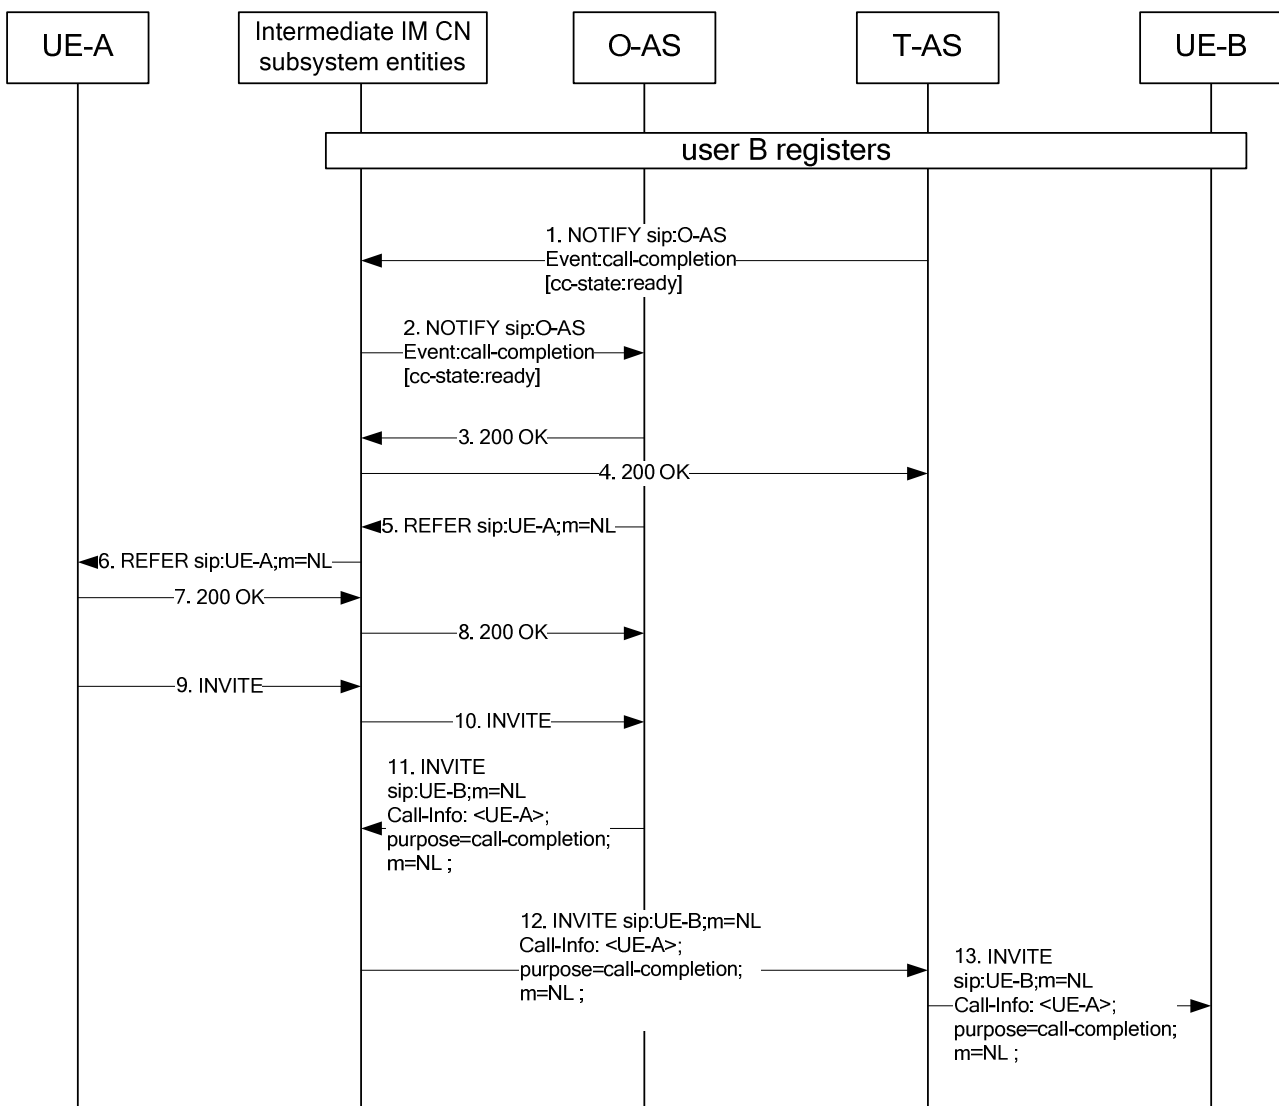 UE-A
Intermediate IM CN
subsystem entities
O-AS
T-AS
UE-B
user B registers
1. NOTIFY sip:O-AS
Event:call-completion
[cc-state:ready]
2. NOTIFY sip:O-AS
Event:call-completion
[cc-state:ready]
3. 200 OK
4. 200 OK
5. REFER sip:UE-A;m=NL
6. REFER sip:UE-A;m=NL
7. 200 OK
8. 200 OK
9. INVITE
10. INVITE
11. INVITE
sip:UE-B;m=NL
Call-Info: <UE-A>;
purpose=call-completion;
m=NL ;
12. INVITE sip:UE-B;m=NL
Call-Info: <UE-A>;
purpose=call-completion;
m=NL ;
13. INVITE
sip:UE-B;m=NL
Call-Info: <UE-A>;
purpose=call-completion;
m=NL ;